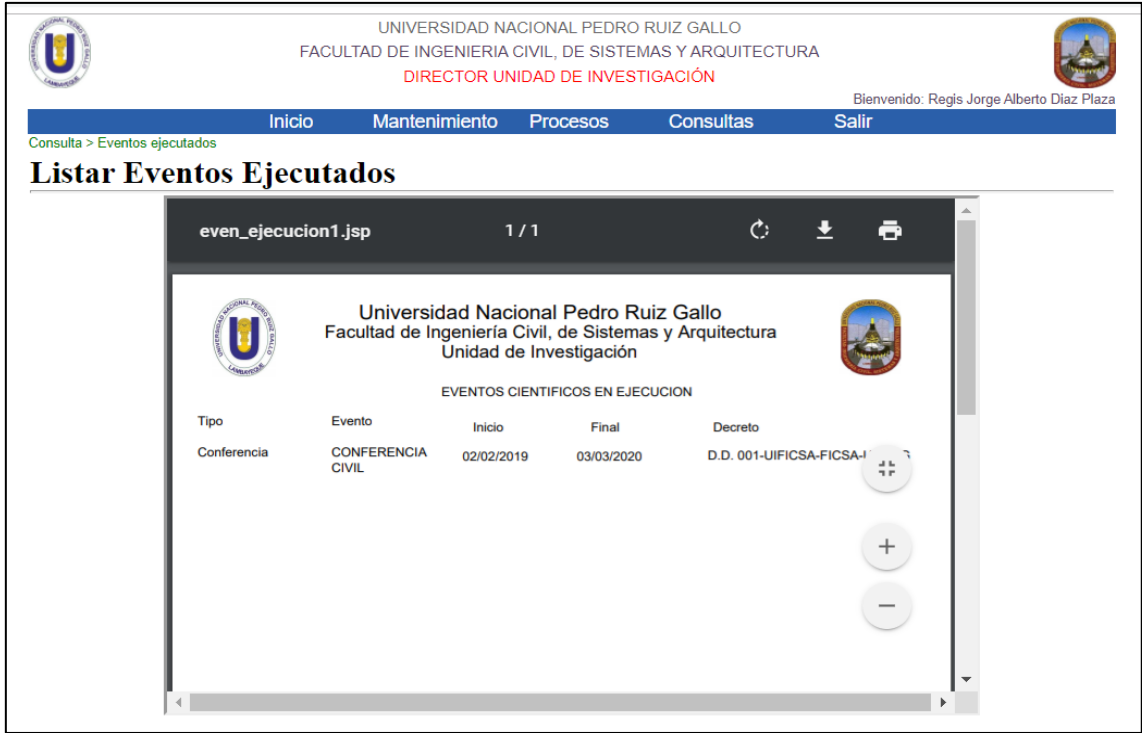 UNIVERSIDAD NACIONAL PEDRO RUIZ GALLO
FACULTAD DE INGENIERIA CIVIL, DE SISTEMAS Y ARQUITECTURA
DIRECTOR UNIDAD DE INVESTIGACIÓN
Bienvenido: Regis Jorge Alberto Diaz Plaza
Inicio Mantenimiento Procesos Consultas Salir
Consulta > Eventos ejecutados
Listar Eventos Ejecutados
even_ejecucion1.jsp 1 / 1
Universidad Nacional Pedro Ruiz Gallo
Facultad de Ingeniería Civil, de Sistemas y Arquitectura
Unidad de Investigación
EVENTOS CIENTIFICOS EN EJECUCION
Tipo Evento Inicio Final Decreto
Conferencia CONFERENCIA 02/02/2019 03/03/2020 D.D. 001-UIFICSA-FICSA-
CIVIL